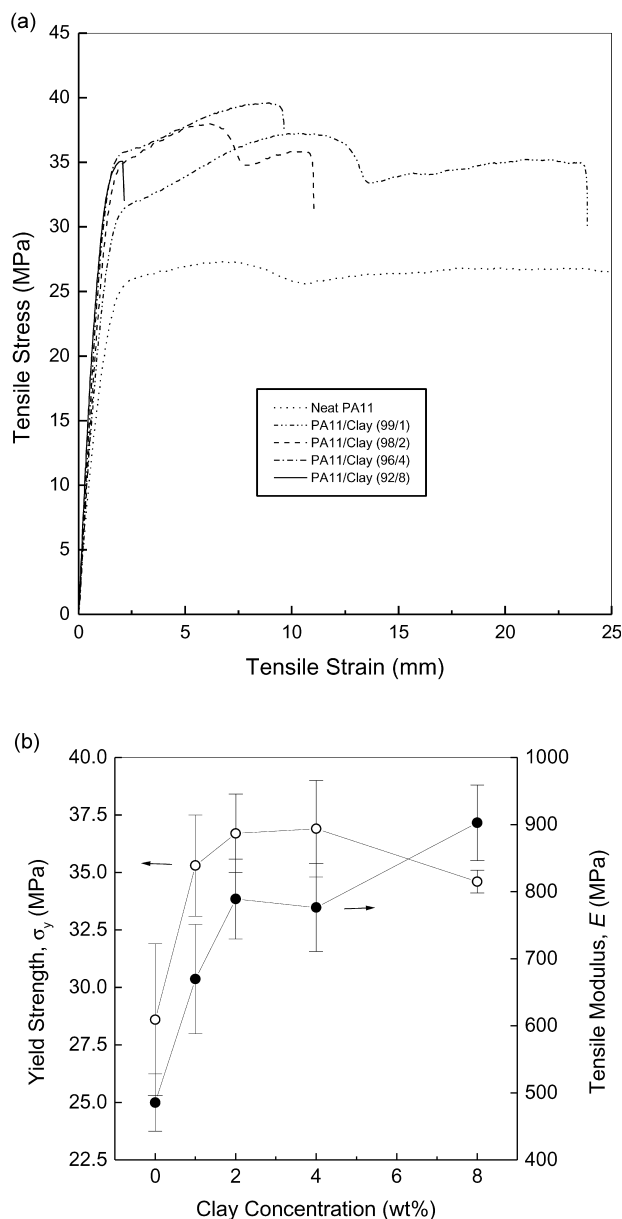 (a)
45
40
35
30
25
20
15
10
5
0
Tensile Stress (MPa)
Neat PA11
PA11/Clay (99/1)
PA11/Clay (98/2)
PA11/Clay (96/4)
PA11/Clay (92/8)
0 5 10 15 20 25
Tensile Strain (mm)
(b)
40.0
37.5
35.0
32.5
30.0
27.5
25.0
22.5
Yield Strength, σy (MPa)
1000
900
800
700
600
500
400
Tensile Modulus, E (MPa)
0 2 4 6 8
Clay Concentration (wt%)